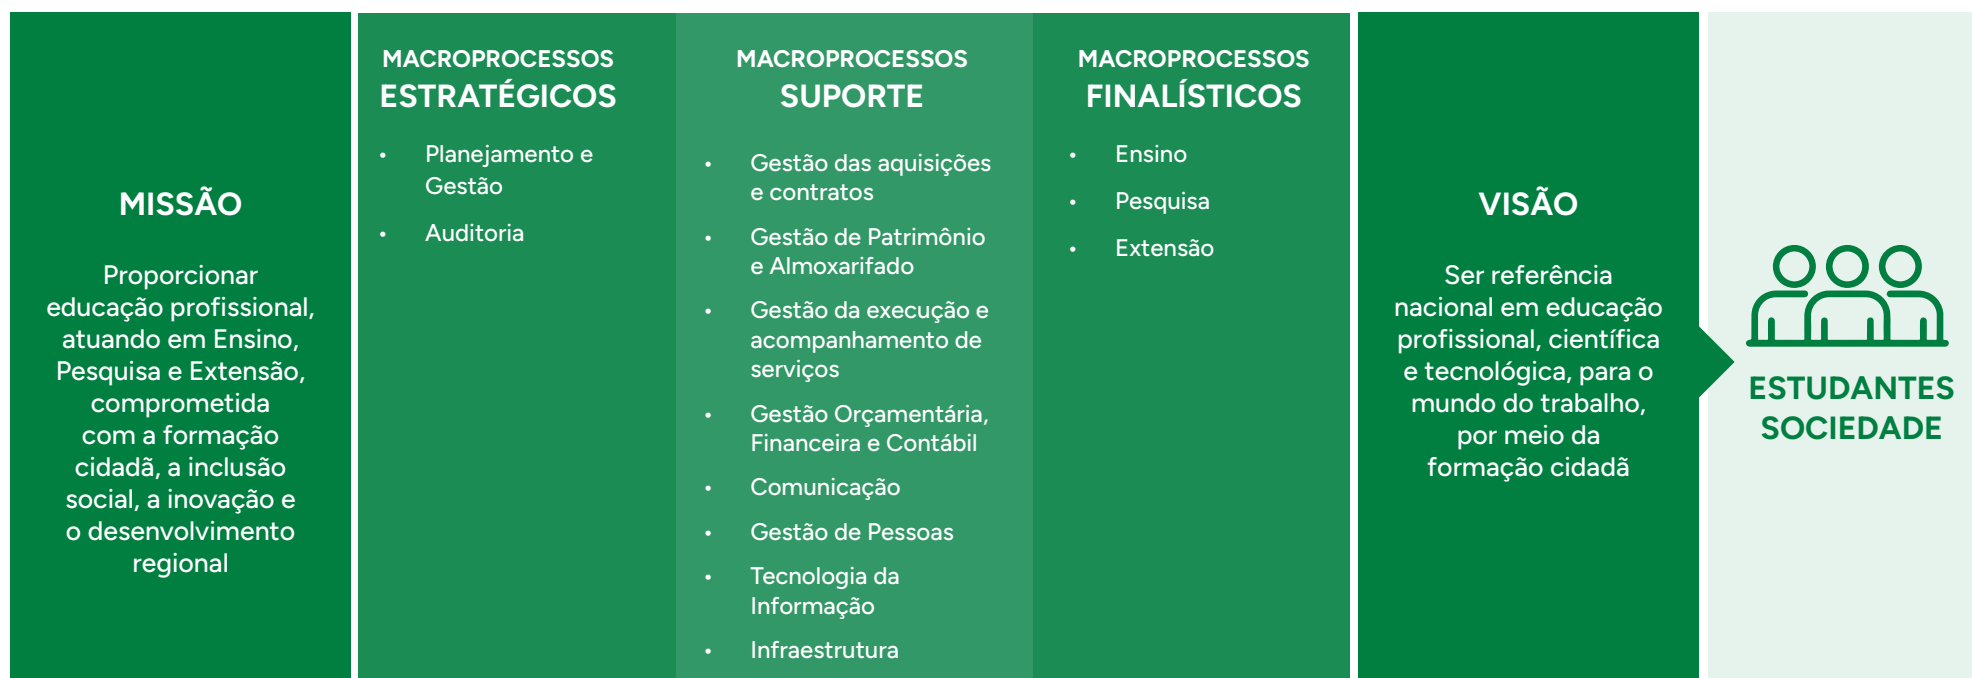 MISSÃO
Proporcionar
educação profissional,
atuando em Ensino,
Pesquisa e Extensão,
comprometida
com a formação
cidadã, a inclusão
social, a inovação e
o desenvolvimento
regional
MACROPROCESSOS
ESTRATÉGICOS
• Planejamento e
Gestão
• Auditoria
MACROPROCESSOS
SUPORTE
• Gestão das aquisições
e contratos
• Gestão de Patrimônio
e Almoxarifado
• Gestão da execução e
acompanhamento de
serviços
• Gestão Orçamentária,
Financeira e Contábil
• Comunicação
• Gestão de Pessoas
• Tecnologia da
Informação
• Infraestrutura
MACROPROCESSOS
FINALÍSTICOS
• Ensino
• Pesquisa
• Extensão
VISÃO
Ser referência
nacional em educação
profissional, científica
e tecnológica, para o
mundo do trabalho,
por meio da
formação cidadã
ESTUDANTES
SOCIEDADE